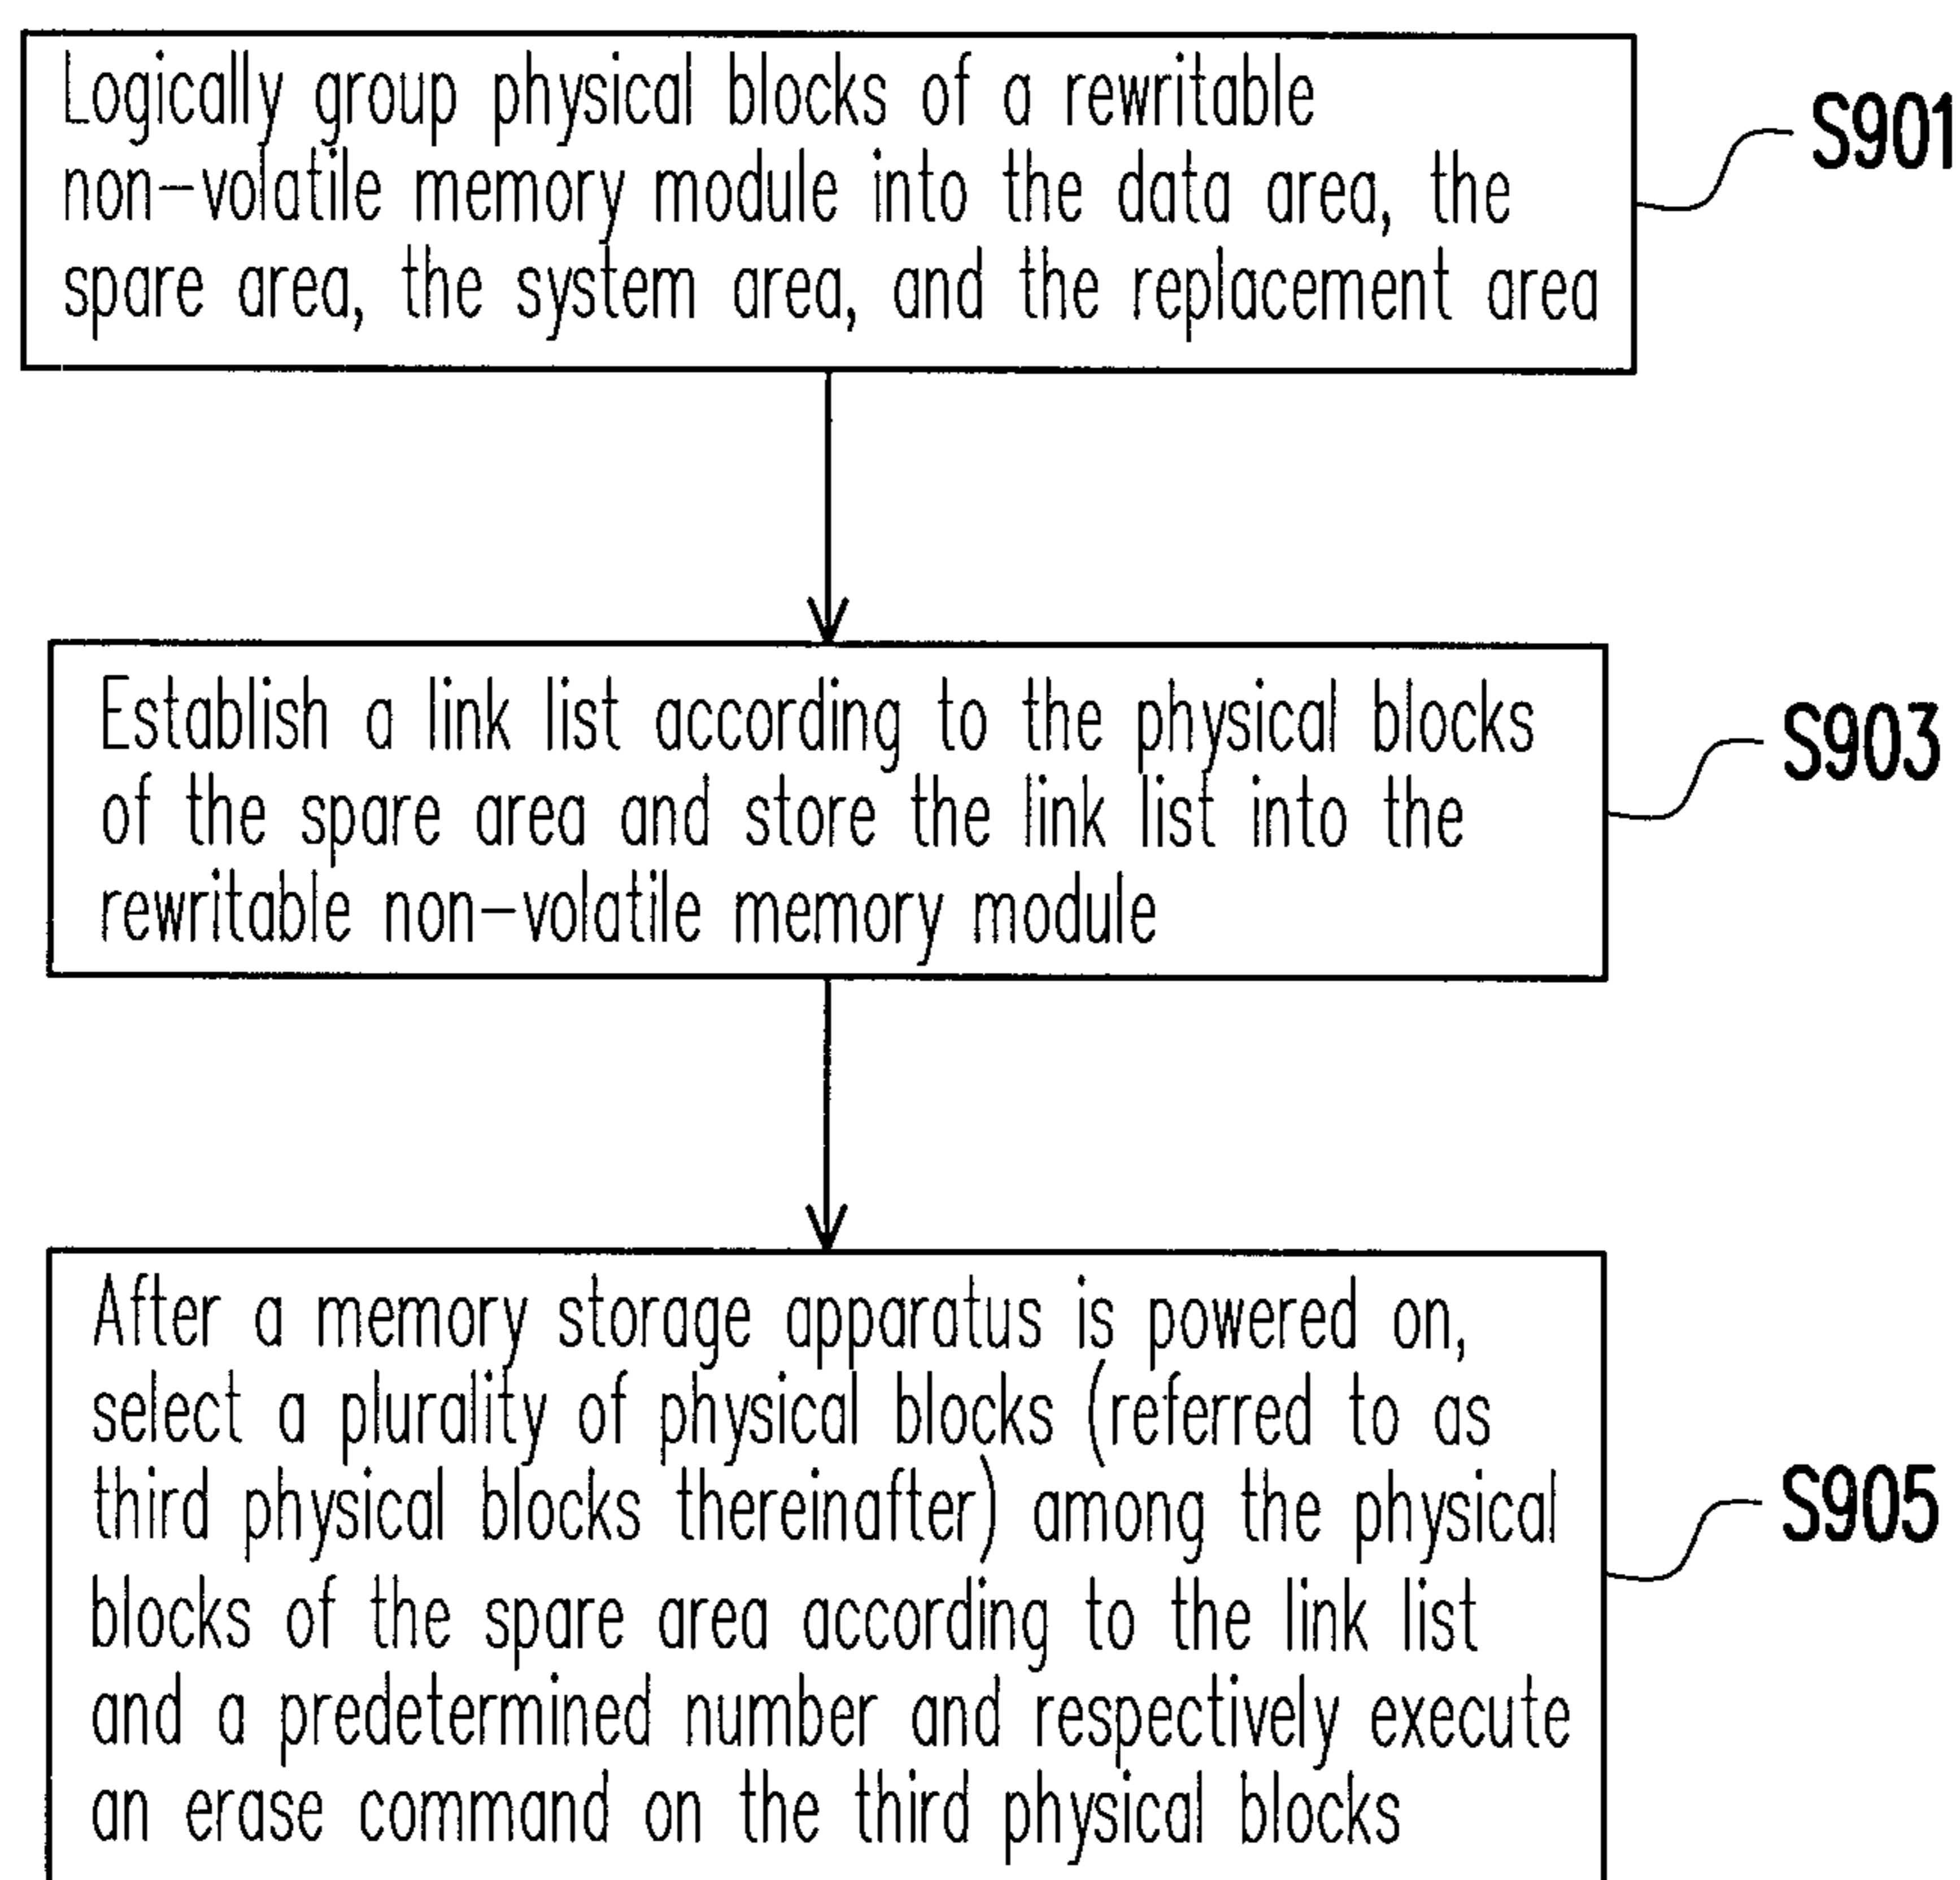 Logically group physical blocks of a rewritable
non-volatile memory module into the data area, the
spare area, the system area, and the replacement area
S901
Establish a link list according to the physical blocks
of the spare area and store the link list into the
rewritable non-volatile memory module
S903
After a memory storage apparatus is powered on,
select a plurality of physical blocks (referred to as
third physical blocks thereinafter) among the physical
blocks of the spare area according to the link list
and a predetermined number and respectively execute
an erase command on the third physical blocks
S905